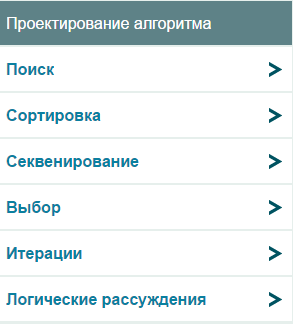 Проектирование алгоритма
Поиск
Сортировка
Секвенирование
Выбор
Итерации
Логические рассуждения